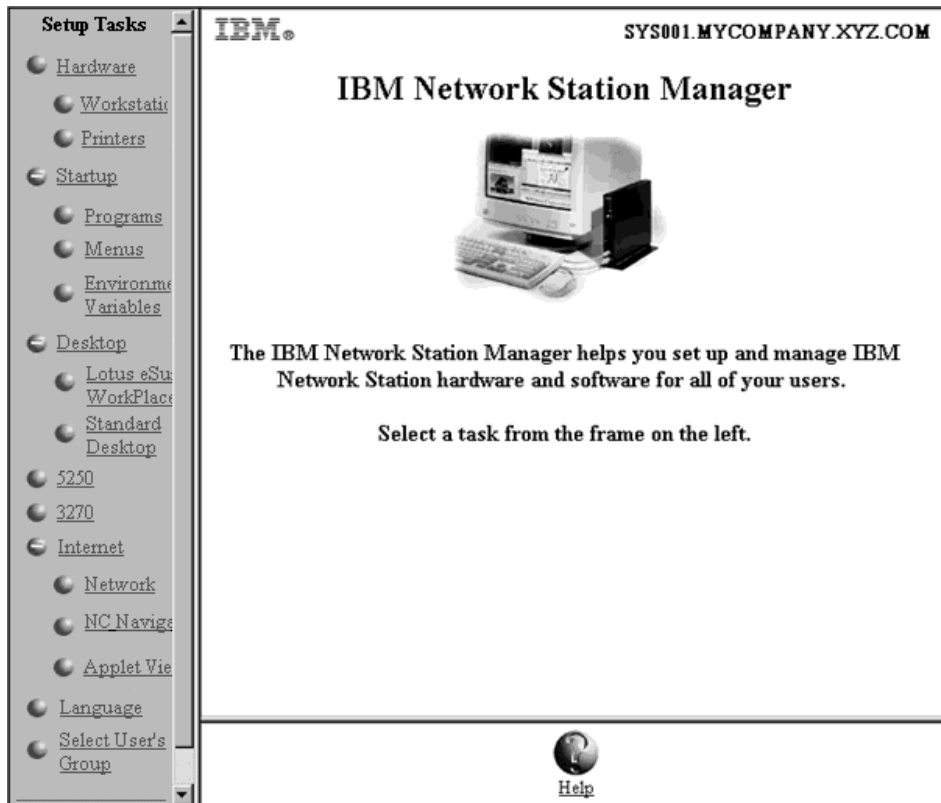 Setup Tasks
Hardware
Workstatic
Printers
Startup
Programs
Menus
Environme
Variables
Desktop
Lotus eSu
WorkPlace
Standard
Desktop
5250
3270
Internet
Network
NC Naviga
Applet Vie
Language
Select User's
Group
IBM®
SYS001.MYCOMPANY.XYZ.COM
IBM Network Station Manager
The IBM Network Station Manager helps you set up and manage IBM
Network Station hardware and software for all of your users.
Select a task from the frame on the left.
?
Help